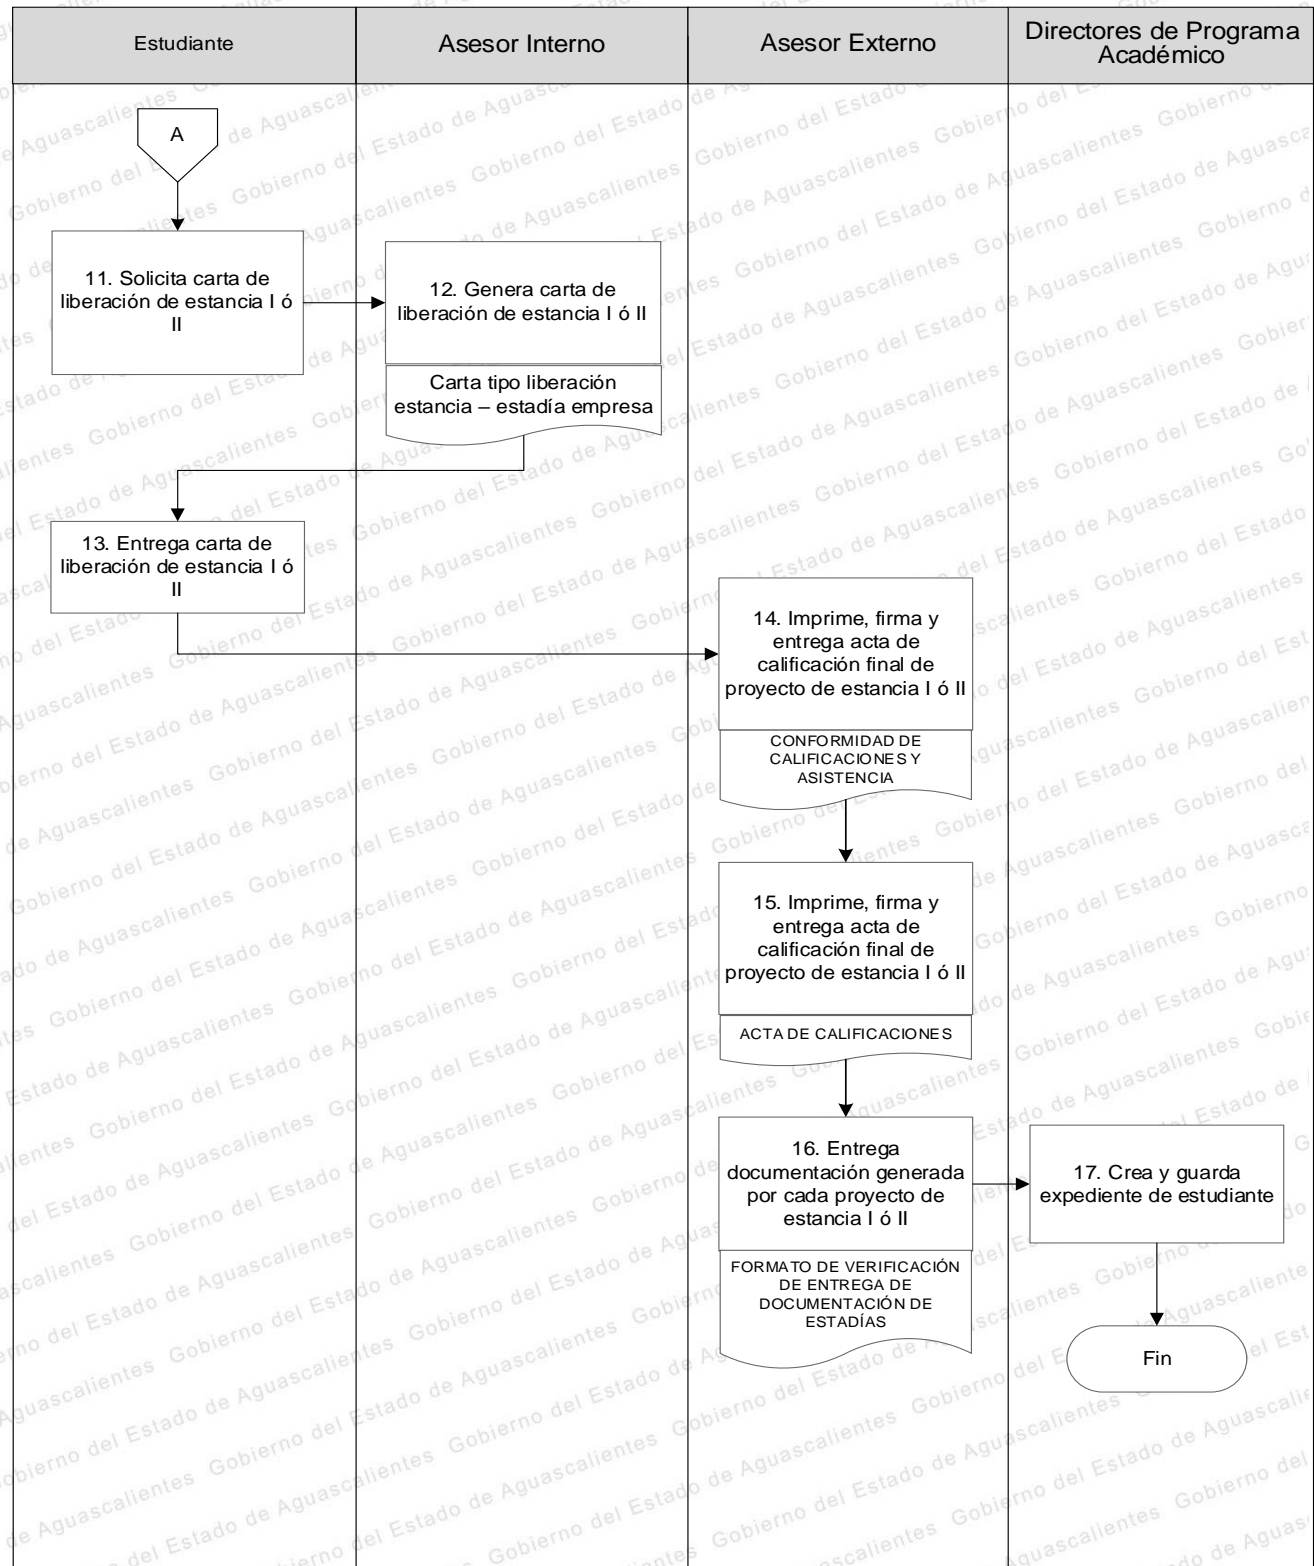 Estudiante
Asesor Interno
Asesor Externo
Directores de Programa
Académico
A
11. Solicita carta de
liberación de estancia I ó
II
12. Genera carta de
liberación de estancia I ó II
Carta tipo liberación
estancia – estadía empresa
13. Entrega carta de
liberación de estancia I ó
II
14. Imprime, firma y
entrega acta de
calificación final de
proyecto de estancia I ó II
CONFORMIDAD DE
CALIFICACIONES Y
ASISTENCIA
15. Imprime, firma y
entrega acta de
calificación final de
proyecto de estancia I ó II
ACTA DE CALIFICACIONES
16. Entrega
documentación generada
por cada proyecto de
estancia I ó II
FORMATO DE VERIFICACIÓN
DE ENTREGA DE
DOCUMENTACIÓN DE
ESTADÍAS
17. Crea y guarda
expediente de estudiante
Fin
Gobierno del Estado de Aguascalientes